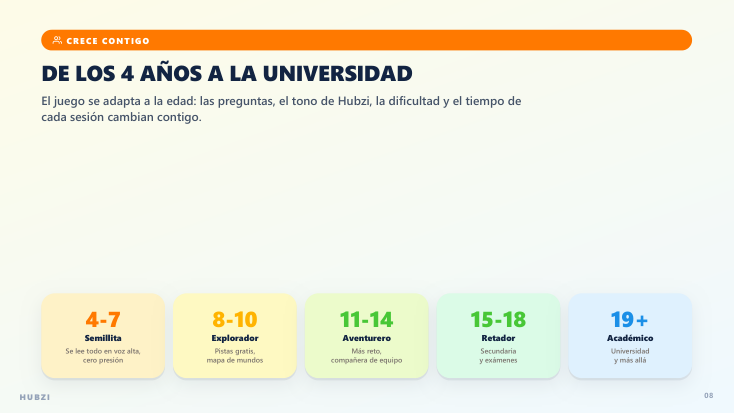 CRECE CONTIGO
DE LOS 4 AÑOS A LA UNIVERSIDAD
El juego se adapta a la edad: las preguntas, el tono de Hubzi, la dificultad y el tiempo de
cada sesión cambian contigo.
4-7
Semillita
Se lee todo en voz alta,
cero presión
8-10
Explorador
Pistas gratis,
mapa de mundos
11-14
Aventurero
Más reto,
compañera de equipo
15-18
Retador
Secundaria
y exámenes
19+
Académico
Universidad
y más allá
HUBZI
08